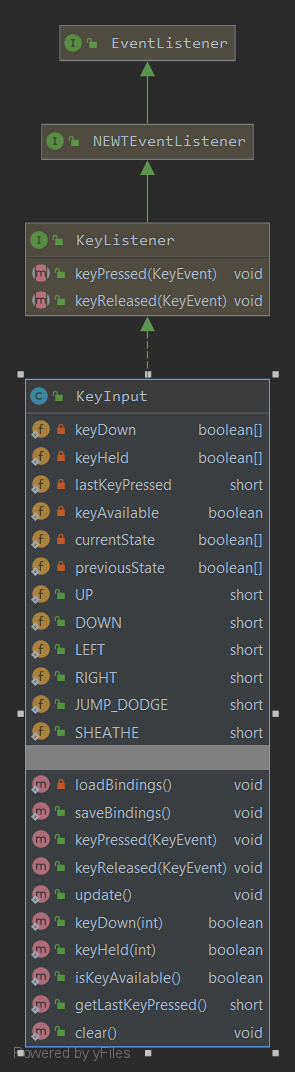 I EventListener
I NEWTEventListener
I KeyListener
m keyPressed(KeyEvent) void
m keyReleased(KeyEvent) void
C KeyInput
f keyDown boolean[]
f keyHeld boolean[]
f lastKeyPressed short
f keyAvailable boolean
f currentState boolean[]
f previousState boolean[]
f UP short
f DOWN short
f LEFT short
f RIGHT short
f JUMP_DODGE short
f SHEATHE short
m loadBindings() void
m saveBindings() void
m keyPressed(KeyEvent) void
m keyReleased(KeyEvent) void
m update() void
m keyDown(int) boolean
m keyHeld(int) boolean
m isKeyAvailable() boolean
m getLastKeyPressed() short
m clear() void
Powered by yFiles